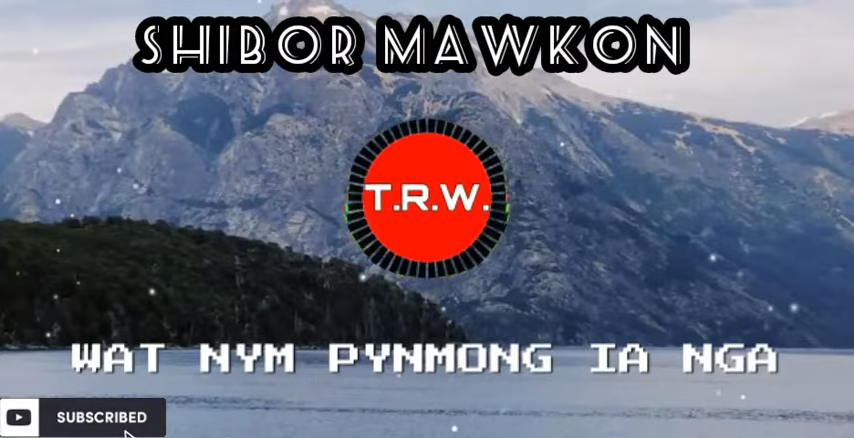 SHIBOR MAWKON
T.R.W.
WAT NYM PYNMONG IA NGA
SUBSCRIBED